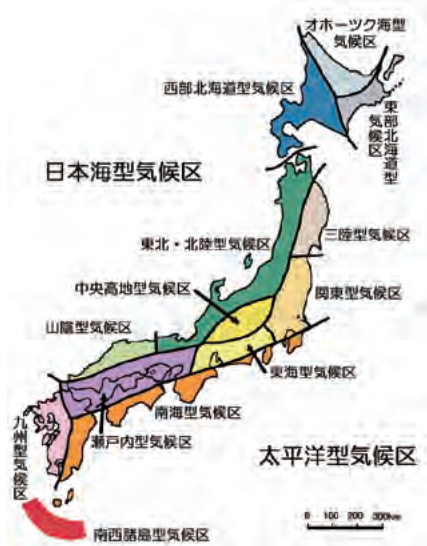 オホーツク海型
気候区
西部北海道型気候区
東部北海道型
気候区
日本海型気候区
三陸型気候区
東北・北陸型気候区
中央高地型気候区
関東型気候区
山陰型気候区
東海型気候区
南海型気候区
瀬戸内型気候区
九州型気候区
太平洋型気候区
0 100 200 300km
南西諸島型気候区